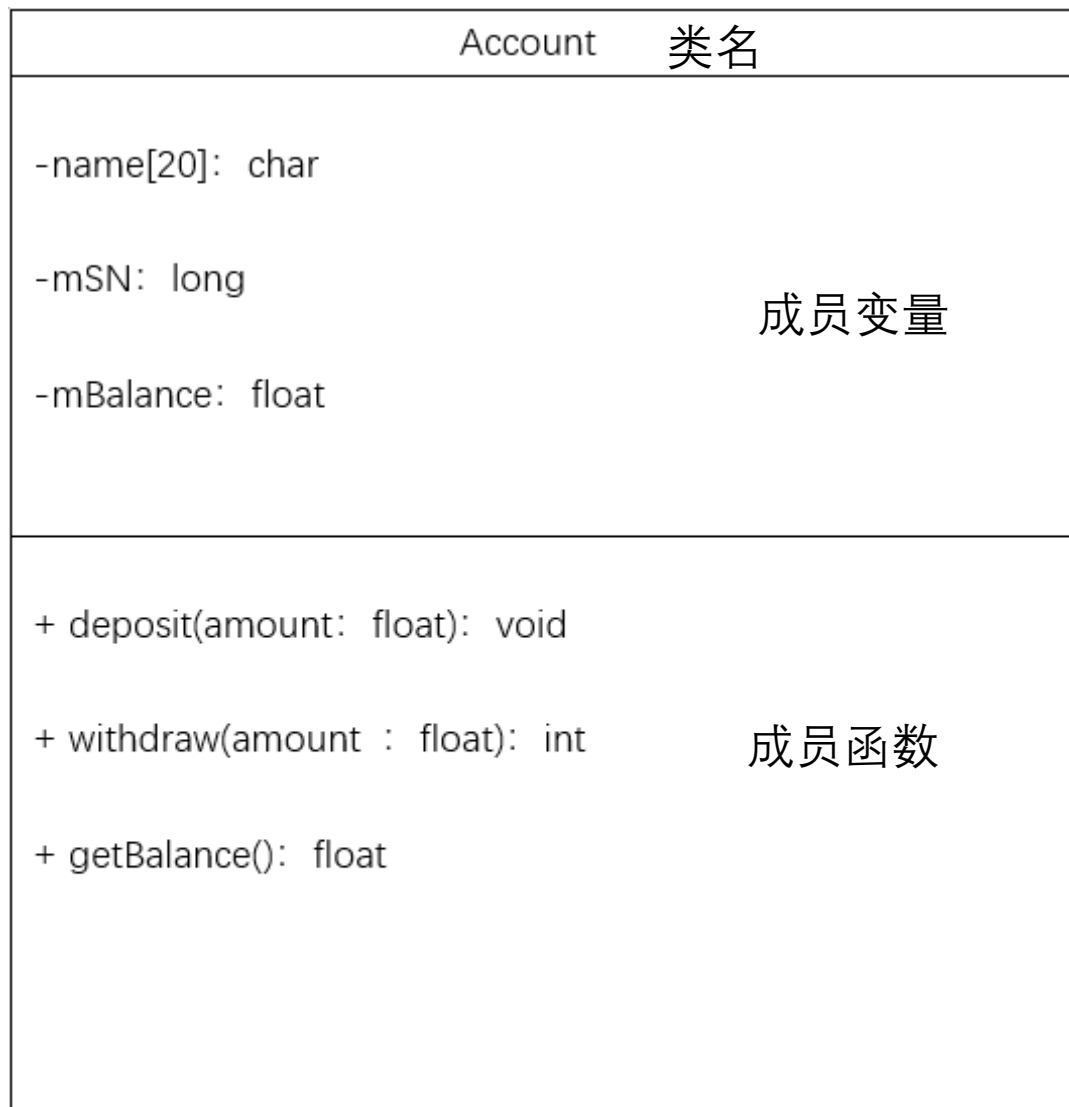 Account 类名
-name[20]： char
-mSN： long
成员变量
-mBalance： float
+ deposit(amount： float)： void
+ withdraw(amount ： float)： int 成员函数
+ getBalance()： float